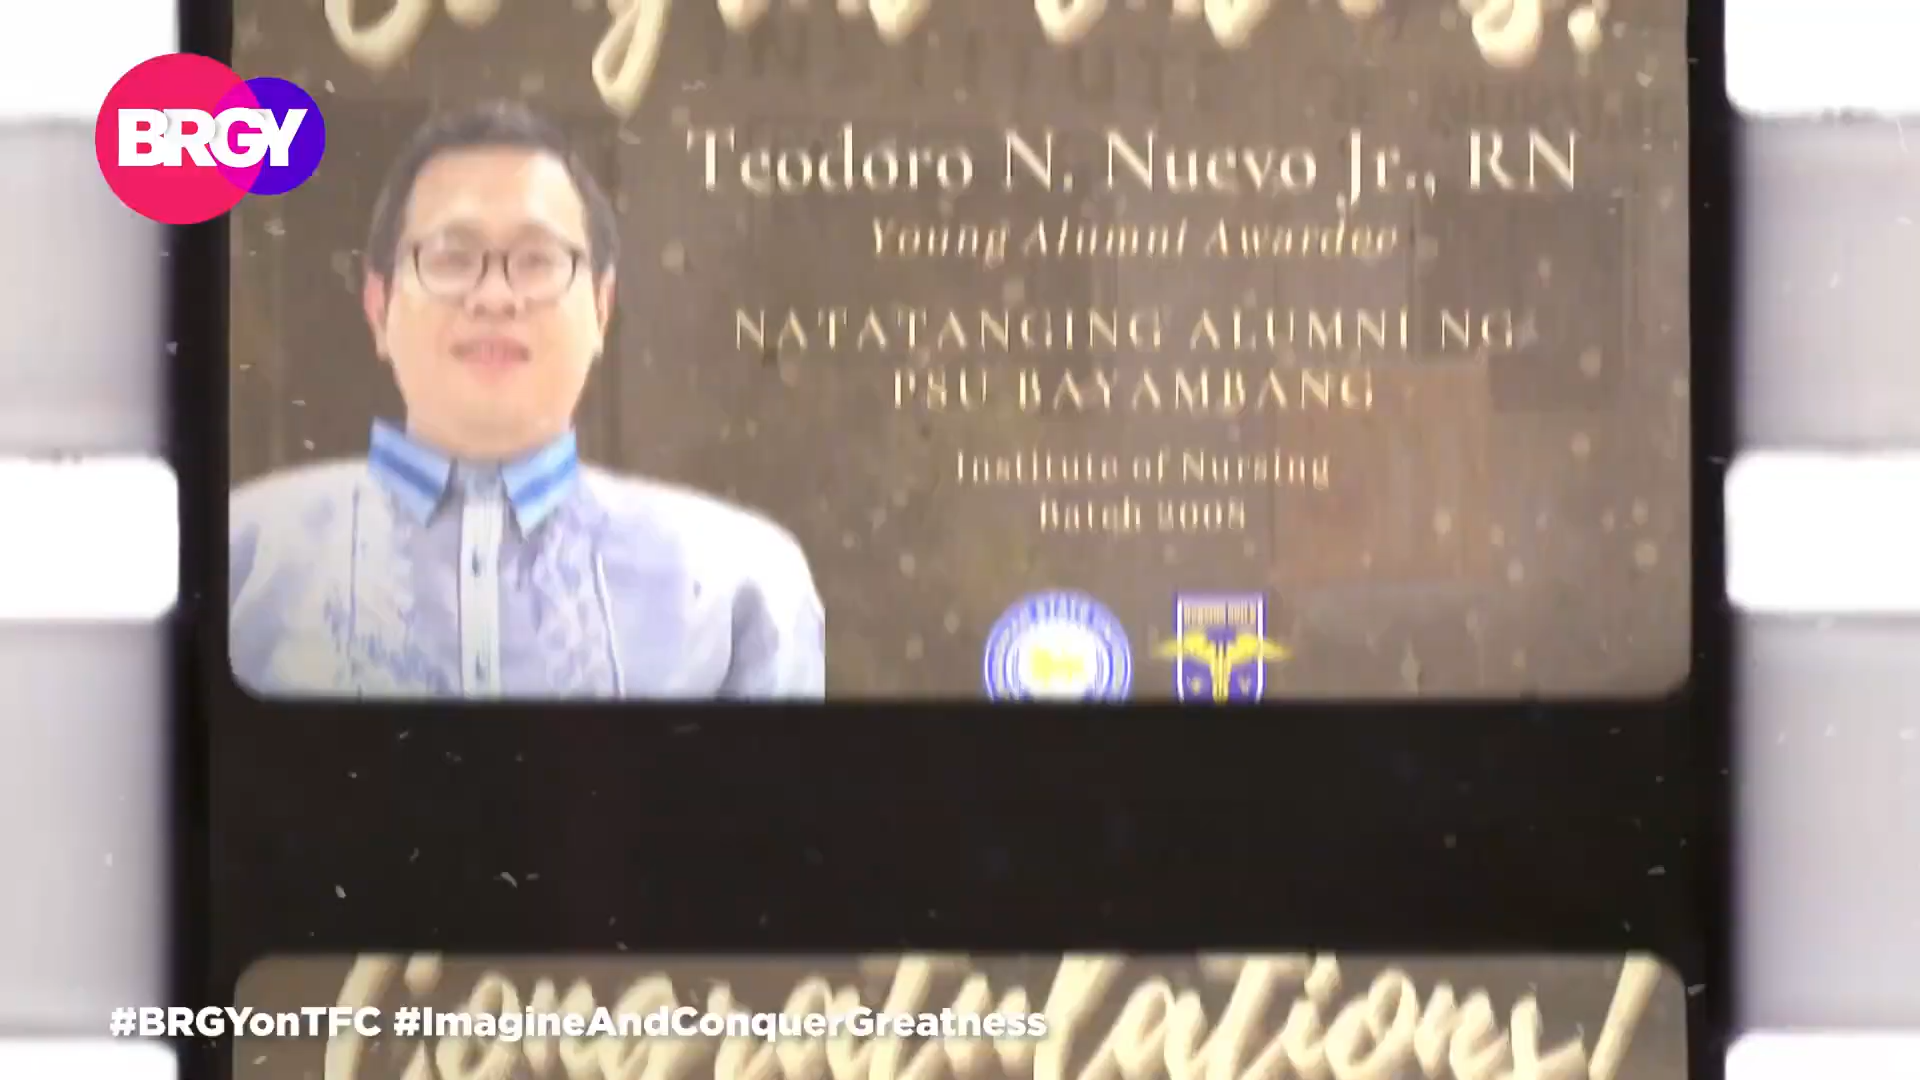 BRGY
Teodoro N. Nuevo Jr., RN
Young Alumni Awardee
NATATANGING ALUMNI NG
PSU BAYAMBANG
Institute of Nursing
Batch 2008
Congratulations!
#BRGYonTFC #ImagineAndConquerGreatness